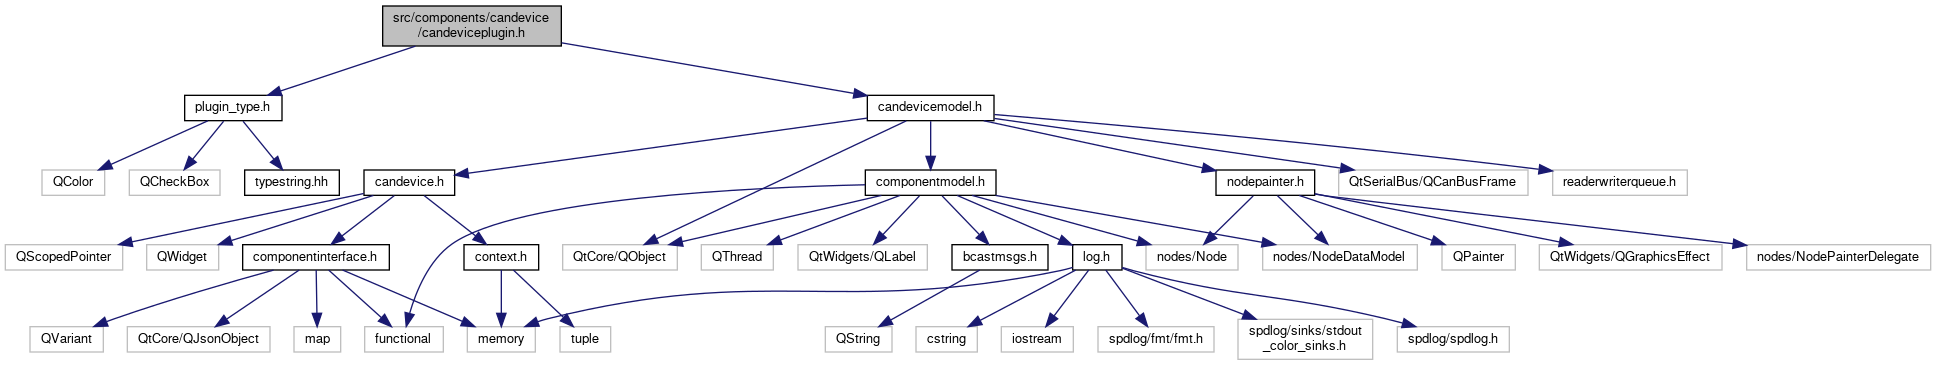 src/components/candevice
/candeviceplugin.h
plugin_type.h
candevicemodel.h
QColor
QCheckBox
typestring.hh
candevice.h
componentmodel.h
nodepainter.h
QtSerialBus/QCanBusFrame
readerwriterqueue.h
QScopedPointer
QWidget
componentinterface.h
context.h
QtCore/QObject
QThread
QtWidgets/QLabel
bcastmsgs.h
log.h
nodes/Node
nodes/NodeDataModel
QPainter
QtWidgets/QGraphicsEffect
nodes/NodePainterDelegate
QVariant
QtCore/QJsonObject
map
functional
memory
tuple
QString
cstring
iostream
spdlog/fmt/fmt.h
spdlog/sinks/stdout
_color_sinks.h
spdlog/spdlog.h